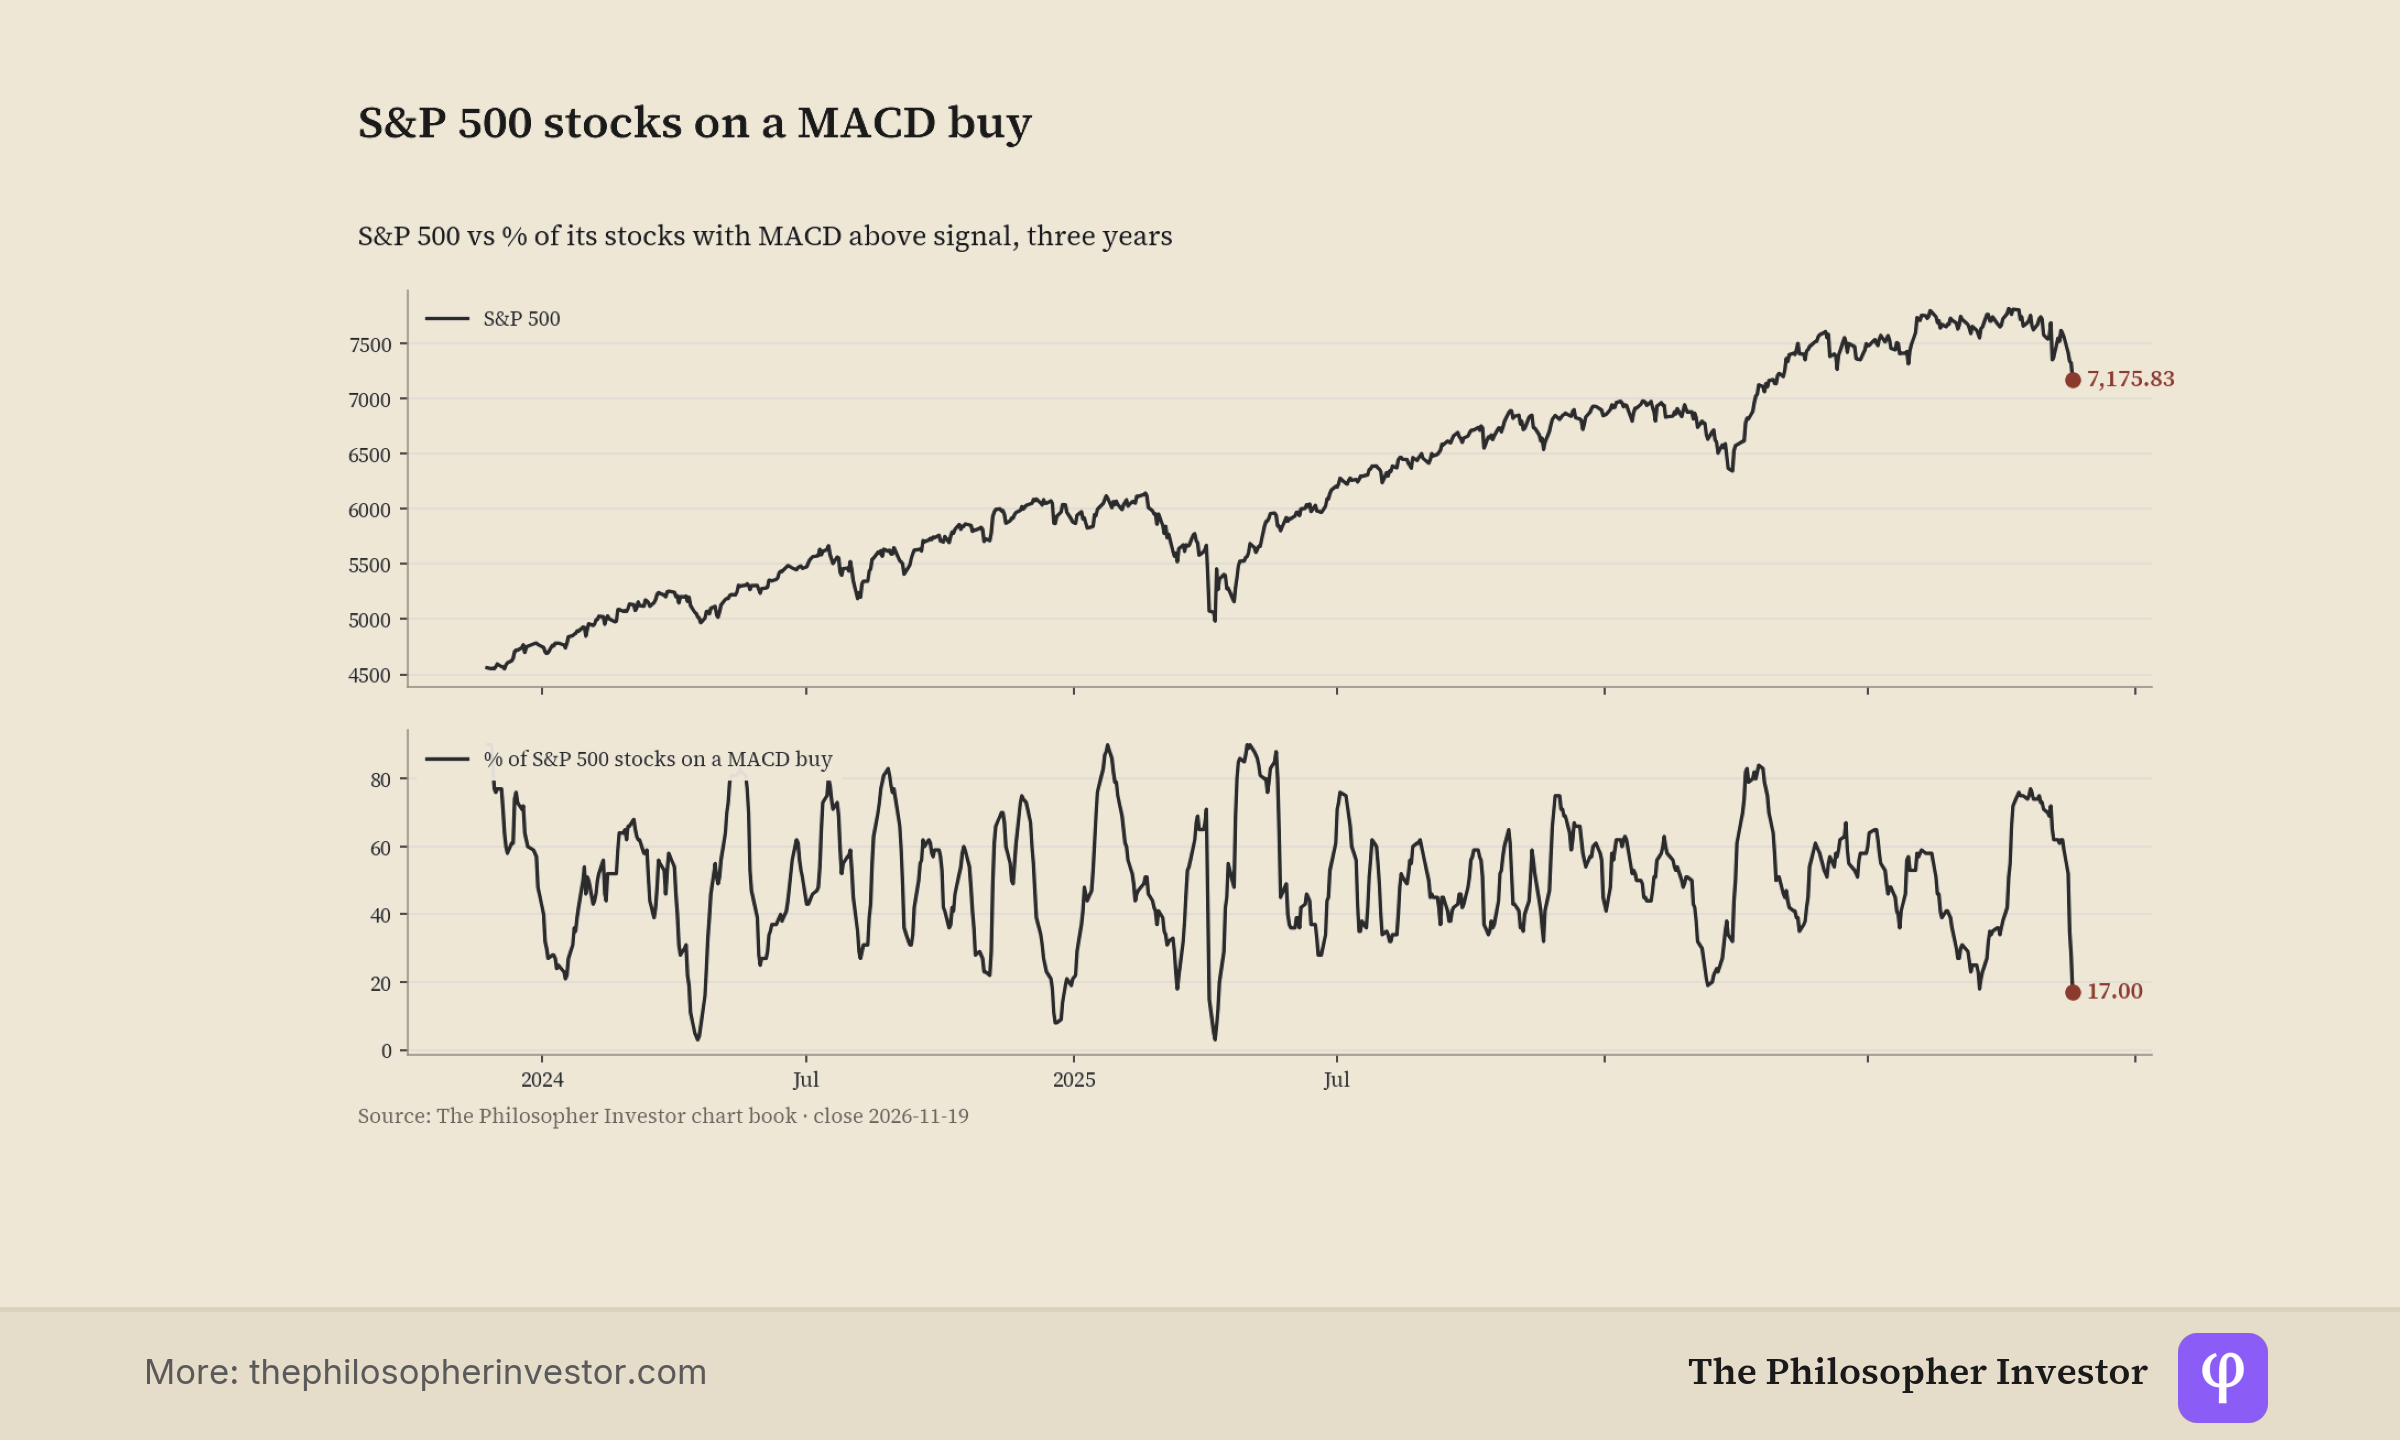 S&P 500 stocks on a MACD buy
S&P 500 vs % of its stocks with MACD above signal, three years
S&P 500
7500
7000
6500
6000
5500
5000
4500
7,175.83
% of S&P 500 stocks on a MACD buy
80
60
40
20
0
17.00
2024 Jul 2025 Jul
Source: The Philosopher Investor chart book · close 2026-11-19
More: thephilosopherinvestor.com
The Philosopher Investor φ